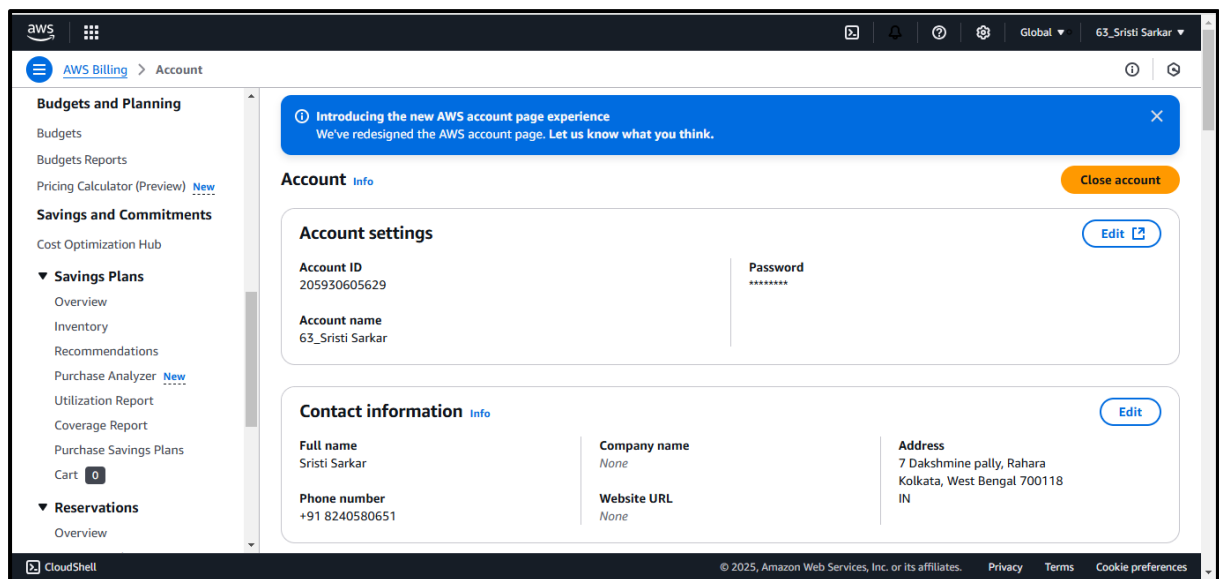 aws
Global ▼
63_Sristi Sarkar ▼
AWS Billing > Account
Budgets and Planning
Budgets
Budgets Reports
Pricing Calculator (Preview) New
Savings and Commitments
Cost Optimization Hub
▼ Savings Plans
Overview
Inventory
Recommendations
Purchase Analyzer New
Utilization Report
Coverage Report
Purchase Savings Plans
Cart 0
▼ Reservations
Overview
Introducing the new AWS account page experience
We've redesigned the AWS account page. Let us know what you think.
Account Info
Close account
Account settings
Edit
Account ID
205930605629
Account name
63_Sristi Sarkar
Password
********
Contact information Info
Edit
Full name
Sristi Sarkar
Phone number
+91 8240580651
Company name
None
Website URL
None
Address
7 Dakshmine pally, Rahara
Kolkata, West Bengal 700118
IN
CloudShell
© 2025, Amazon Web Services, Inc. or its affiliates.
Privacy
Terms
Cookie preferences